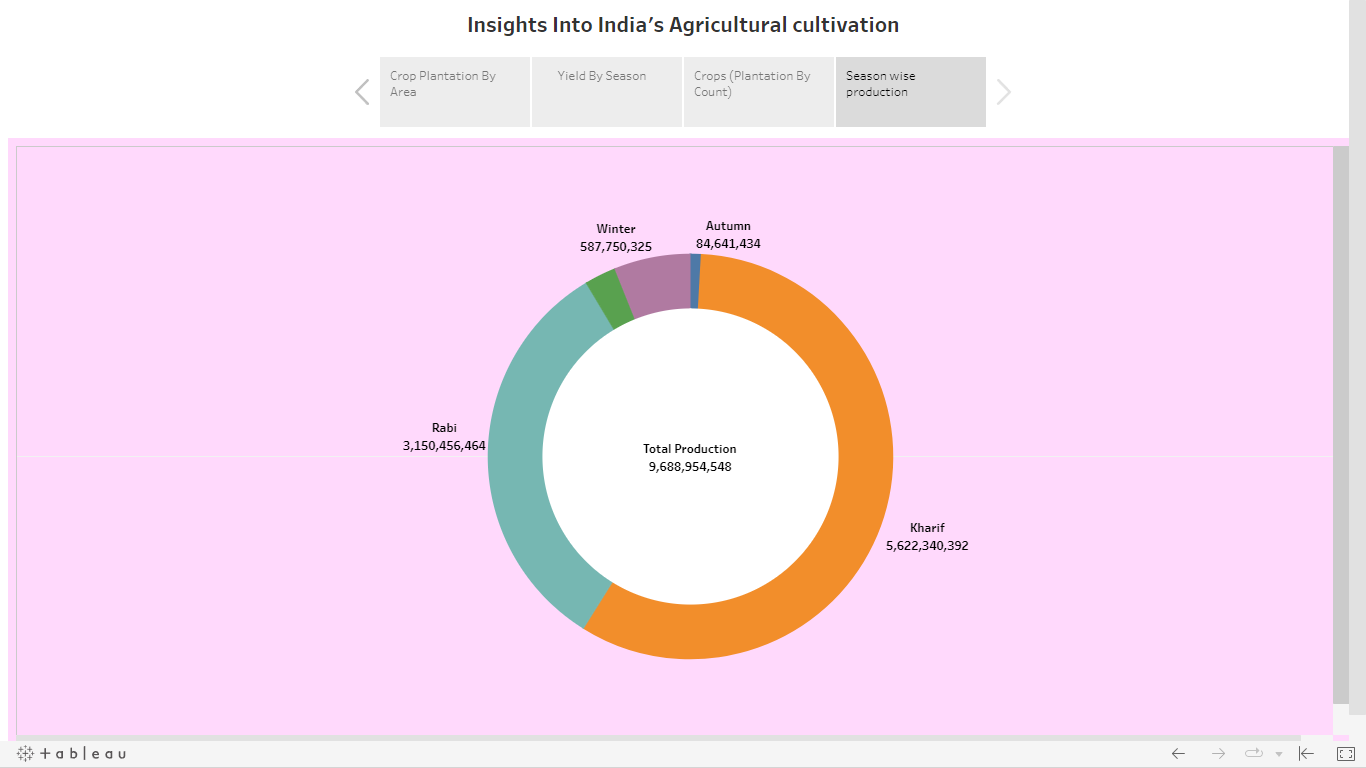 Insights Into India's Agricultural cultivation
Crop Plantation By
Area
Yield By Season
Crops (Plantation By
Count)
Season wise
production
Winter
587,750,325
Autumn
84,641,434
Rabi
3,150,456,464
Total Production
9,688,954,548
Kharif
5,622,340,392
+ableau